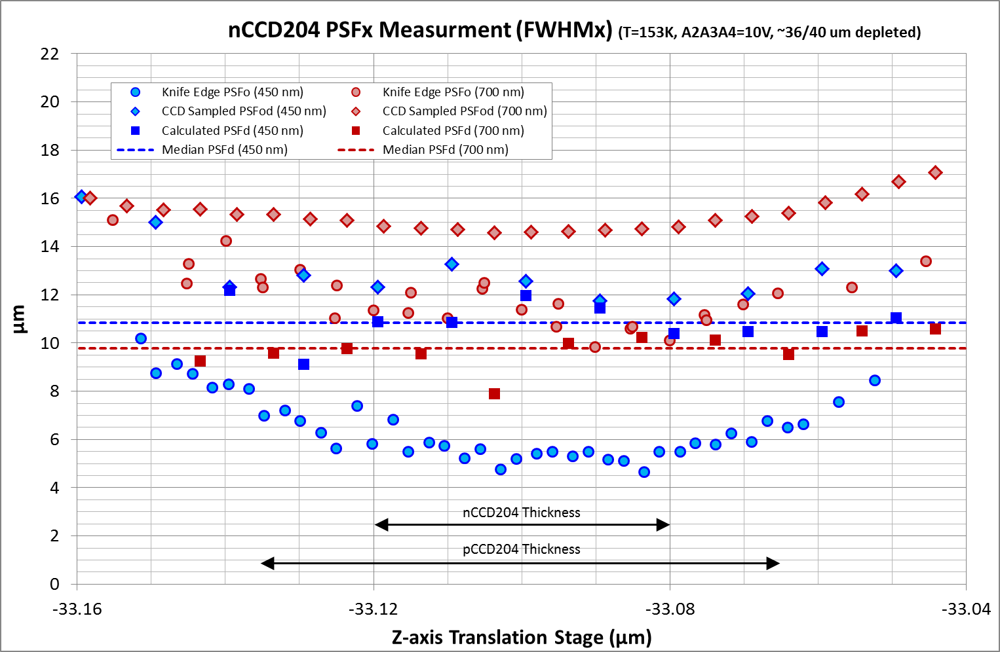 nCCD204 PSFx Measurment (FWHMx) (T=153K, A2A3A4=10V, ~36/40 um depleted)
22
20
18
16
14
12
10
8
6
4
2
0
µm
Knife Edge PSFo (450 nm)
Knife Edge PSFo (700 nm)
CCD Sampled PSFod (450 nm)
CCD Sampled PSFod (700 nm)
Calculated PSFd (450 nm)
Calculated PSFd (700 nm)
Median PSFd (450 nm)
Median PSFd (700 nm)
nCCD204 Thickness
pCCD204 Thickness
-33.16
-33.12
-33.08
-33.04
Z-axis Translation Stage (µm)